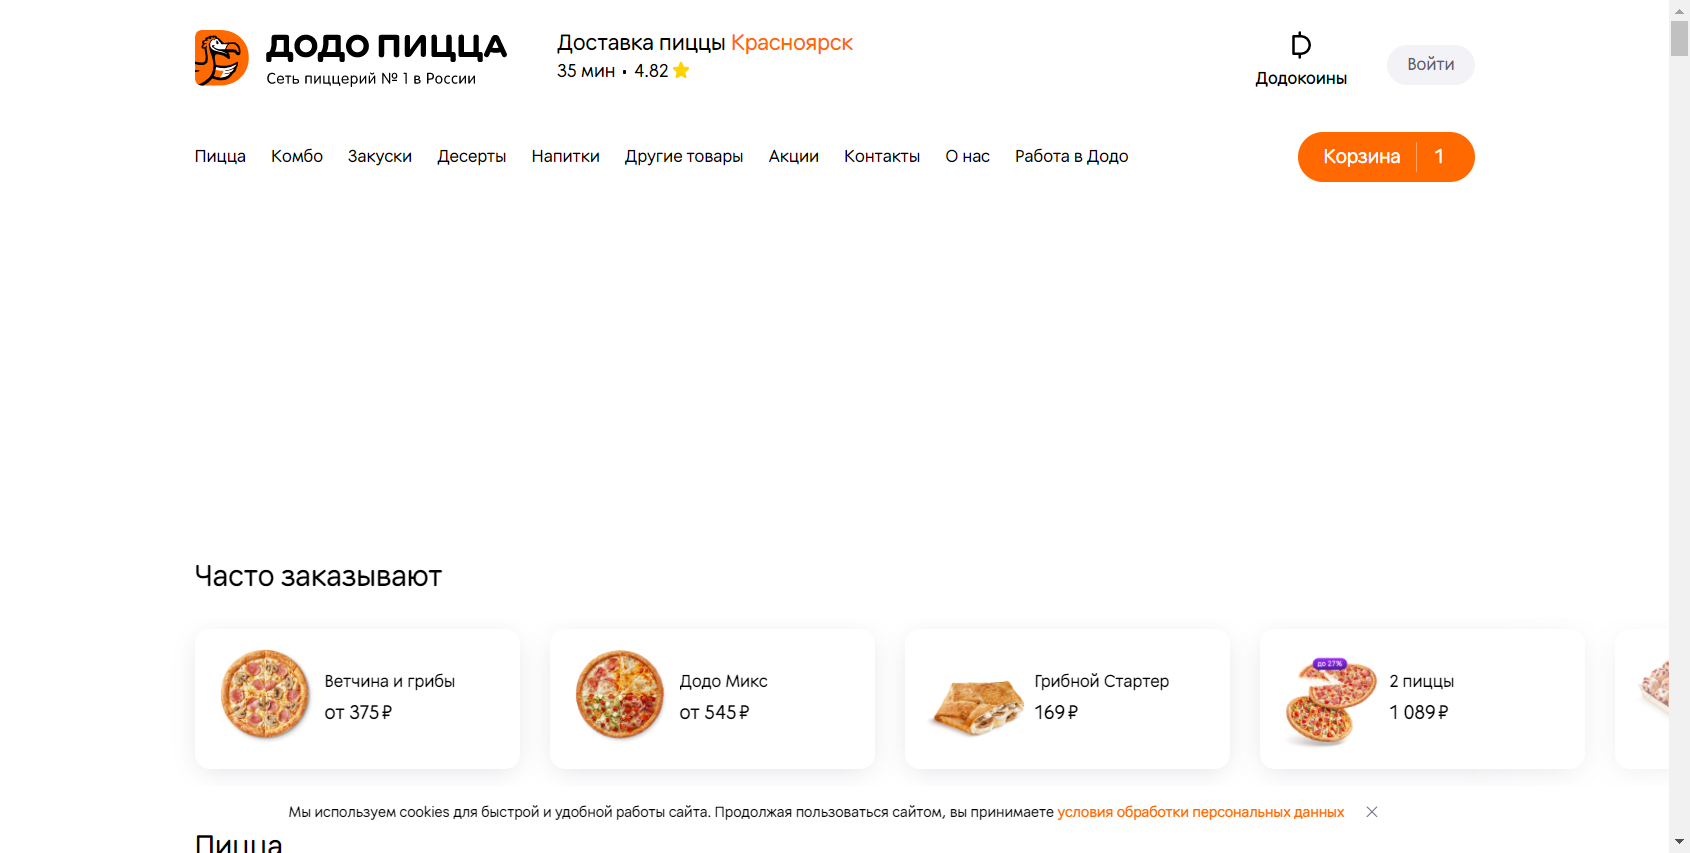 ДОДО ПИЦЦА
Сеть пиццерий № 1 в России
Доставка пиццы Красноярск
35 мин • 4.82
Додокоины
Войти
Пицца Комбо Закуски Десерты Напитки Другие товары Акции Контакты О нас Работа в Додо
Корзина 1
Часто заказывают
Ветчина и грибы
от 375 ₽
Додо Микс
от 545 ₽
Грибной Стартер
169 ₽
до 27%
2 пиццы
1 089 ₽
Мы используем cookies для быстрой и удобной работы сайта. Продолжая пользоваться сайтом, вы принимаете условия обработки персональных данных
Пицца